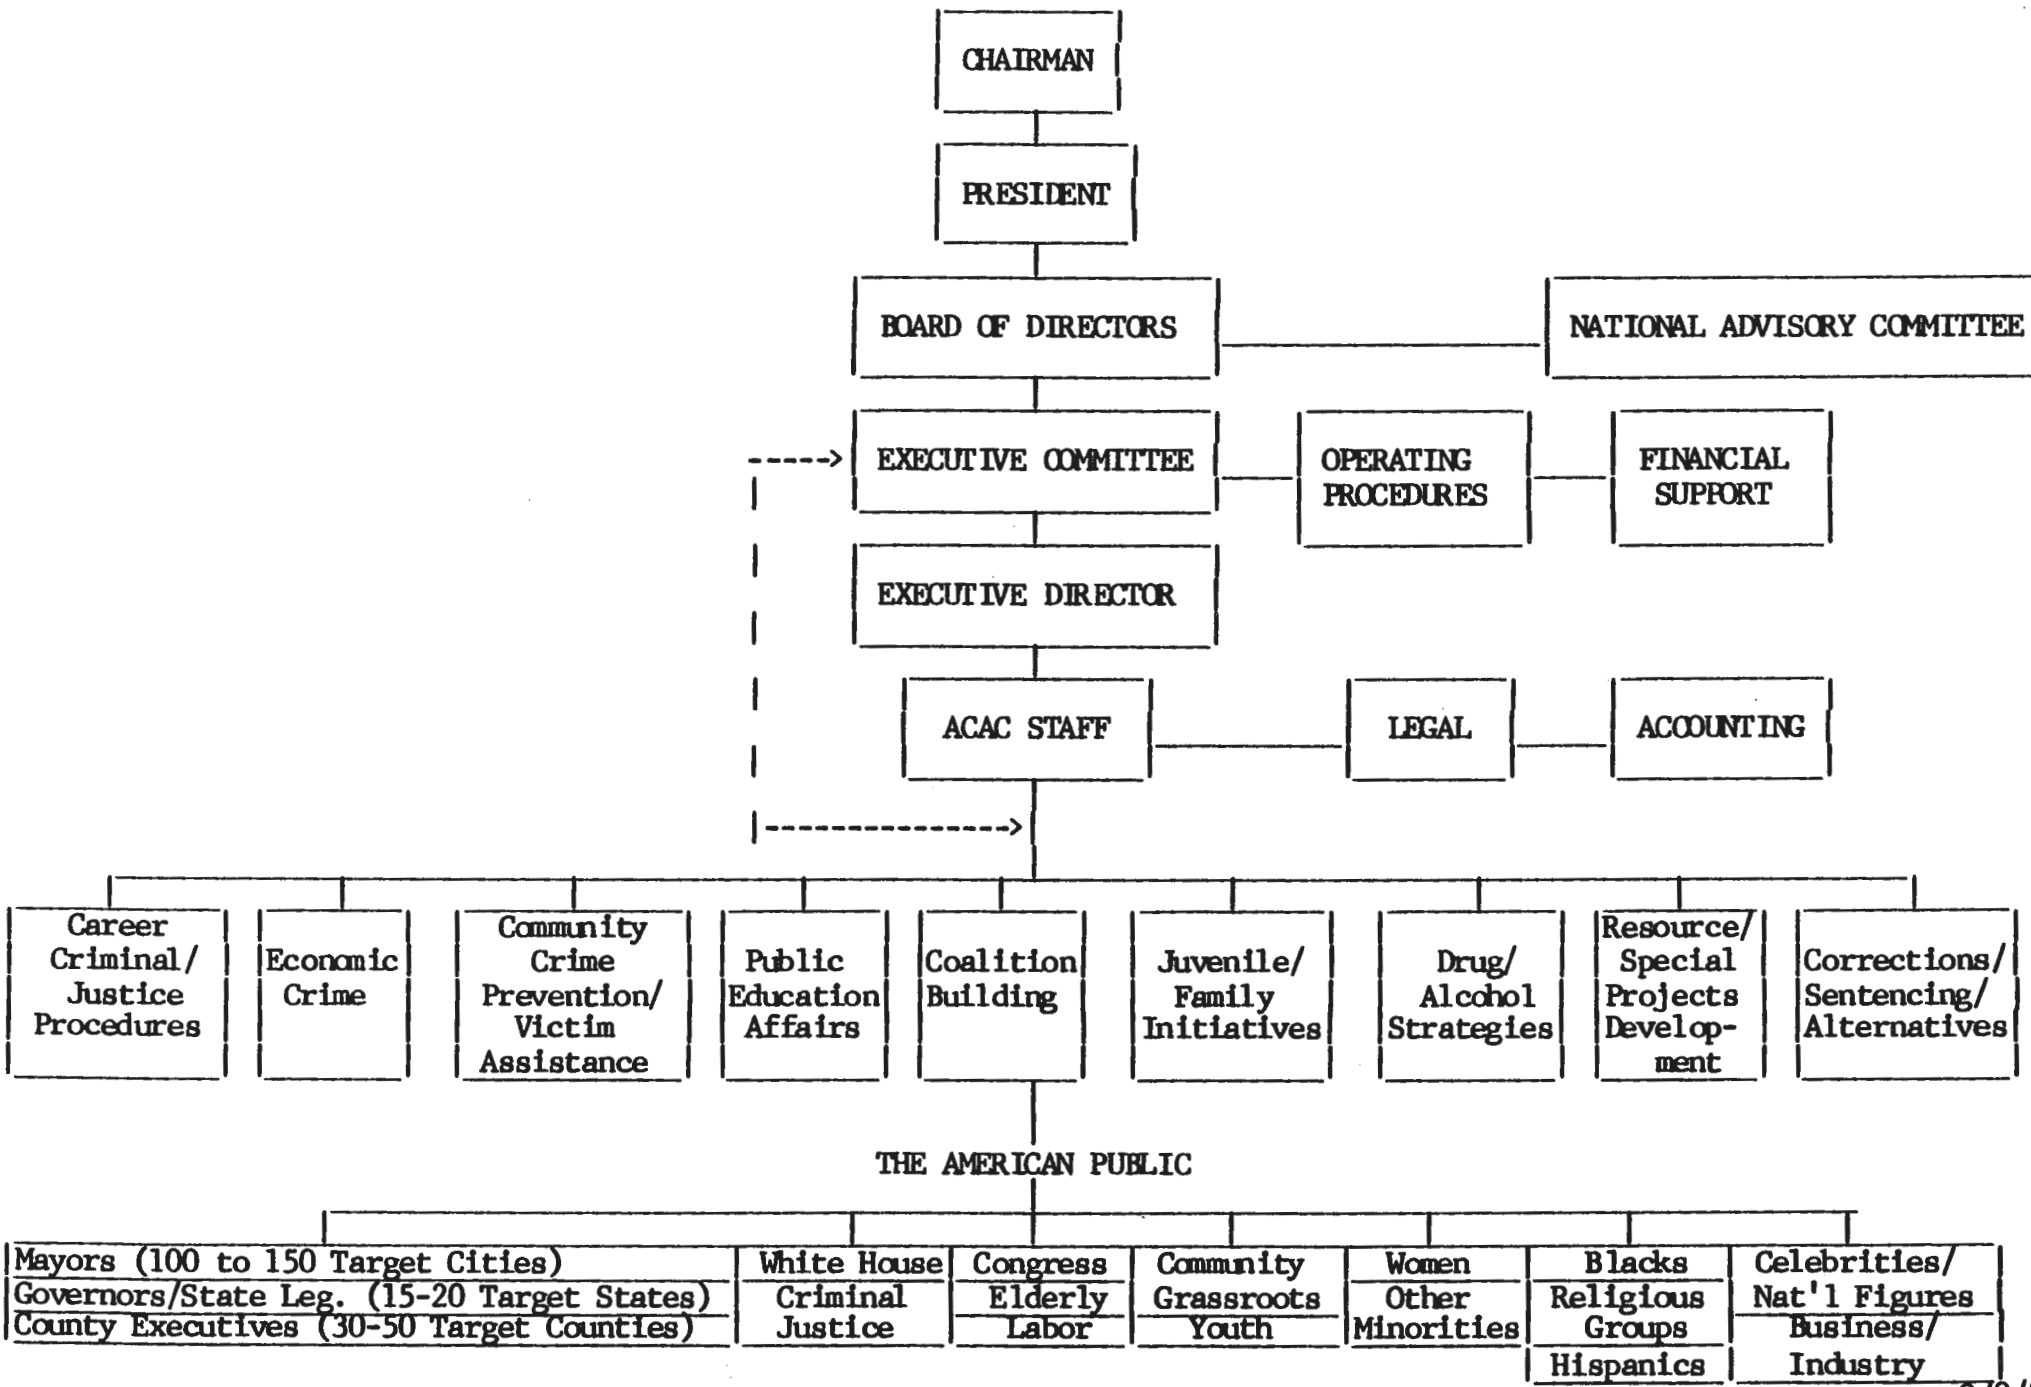 CHAIRMAN
PRESIDENT
BOARD OF DIRECTORS
NATIONAL ADVISORY COMMITTEE
EXECUTIVE COMMITTEE
OPERATING
PROCEDURES
FINANCIAL
SUPPORT
EXECUTIVE DIRECTOR
ACAC STAFF
LEGAL
ACCOUNTING
Career
Criminal/
Justice
Procedures
Economic
Crime
Community
Crime
Prevention/
Victim
Assistance
Public
Education
Affairs
Coalition
Building
Juvenile/
Family
Initiatives
Drug/
Alcohol
Strategies
Resource/
Special
Projects
Develop-
ment
Corrections/
Sentencing/
Alternatives
THE AMERICAN PUBLIC
Mayors (100 to 150 Target Cities)
Governors/State Leg. (15-20 Target States)
County Executives (30-50 Target Counties)
White House
Criminal
Justice
Congress
Elderly
Labor
Community
Grassroots
Youth
Women
Other
Minorities
Blacks
Religious
Groups
Hispanics
Celebrities/
Nat'l Figures
Business/
Industry